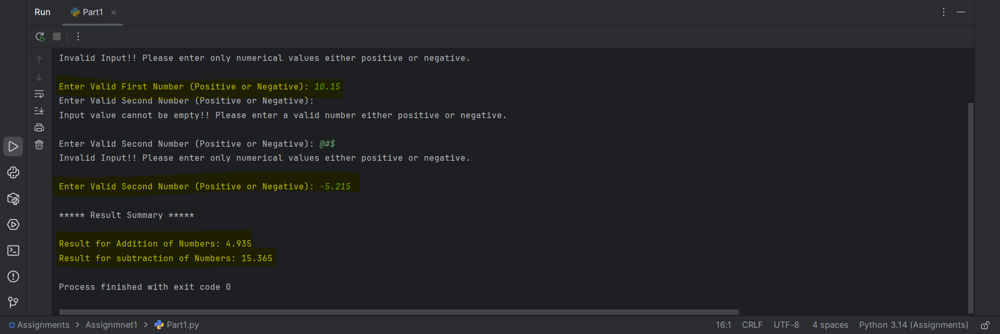 Run Part1
Invalid Input!! Please enter only numerical values either positive or negative.
Enter Valid First Number (Positive or Negative): 10.15
Enter Valid Second Number (Positive or Negative):
Input value cannot be empty!! Please enter a valid number either positive or negative.
Enter Valid Second Number (Positive or Negative): @#$
Invalid Input!! Please enter only numerical values either positive or negative.
Enter Valid Second Number (Positive or Negative): -5.215
***** Result Summary *****
Result for Addition of Numbers: 4.935
Result for subtraction of Numbers: 15.365
Process finished with exit code 0
Assignments > Assignmnet1 > Part1.py 16:1 CRLF UTF-8 4 spaces Python 3.14 (Assignments)